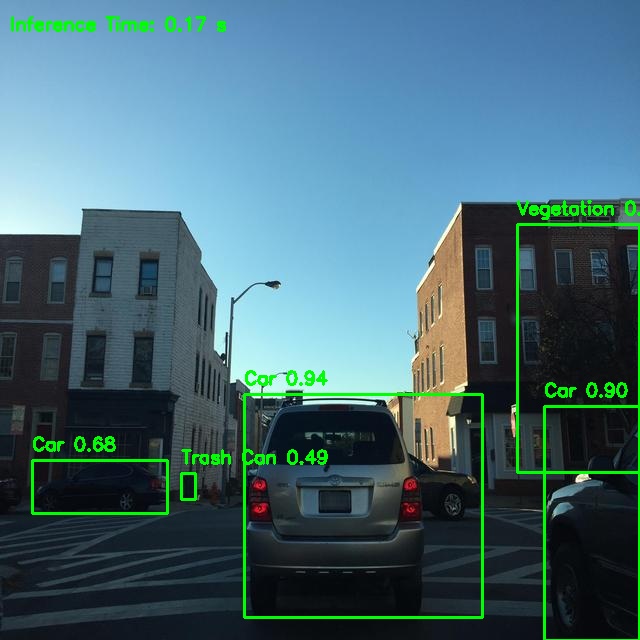 Inference Time: 0.17 s
Vegetation 0.
Car 0.94
Car 0.90
Car 0.68
Trash Can 0.49